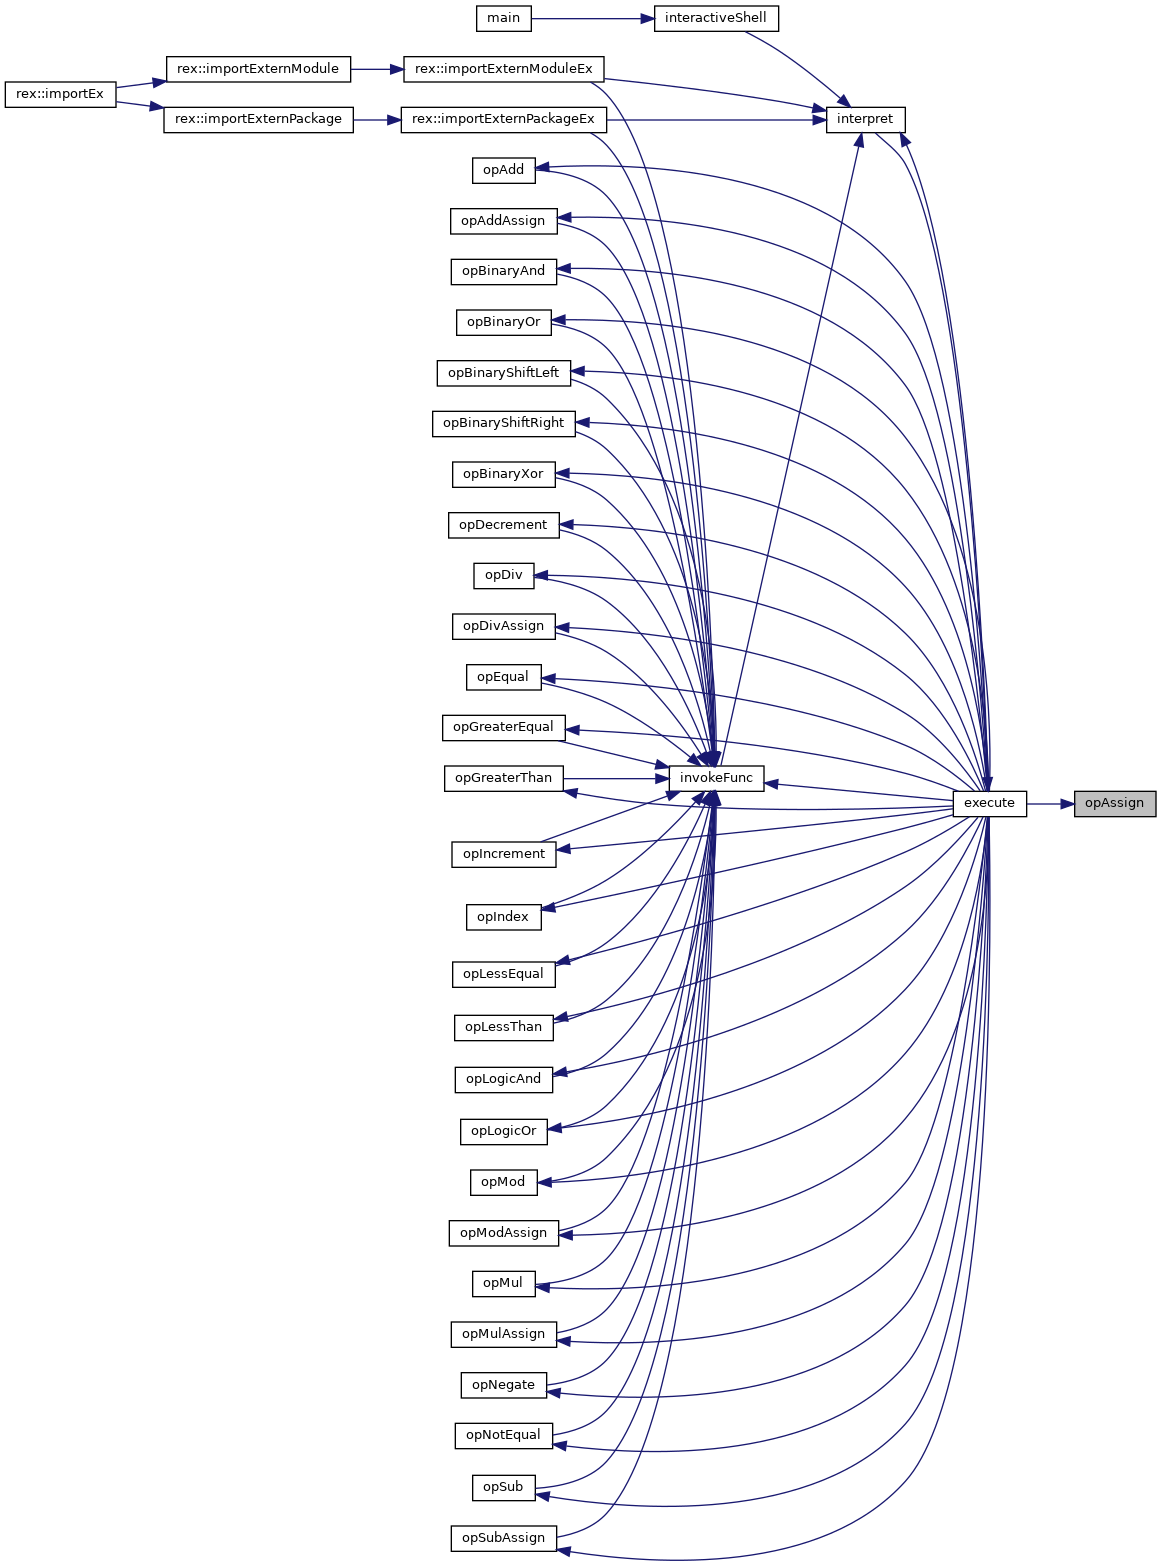 main
interactiveShell
rex::importExternModule
rex::importExternModuleEx
rex::importEx
rex::importExternPackage
rex::importExternPackageEx
interpret
opAdd
opAddAssign
opBinaryAnd
opBinaryOr
opBinaryShiftLeft
opBinaryShiftRight
opBinaryXor
opDecrement
opDiv
opDivAssign
opEqual
opGreaterEqual
opGreaterThan
invokeFunc
execute
opAssign
opIncrement
opIndex
opLessEqual
opLessThan
opLogicAnd
opLogicOr
opMod
opModAssign
opMul
opMulAssign
opNegate
opNotEqual
opSub
opSubAssign